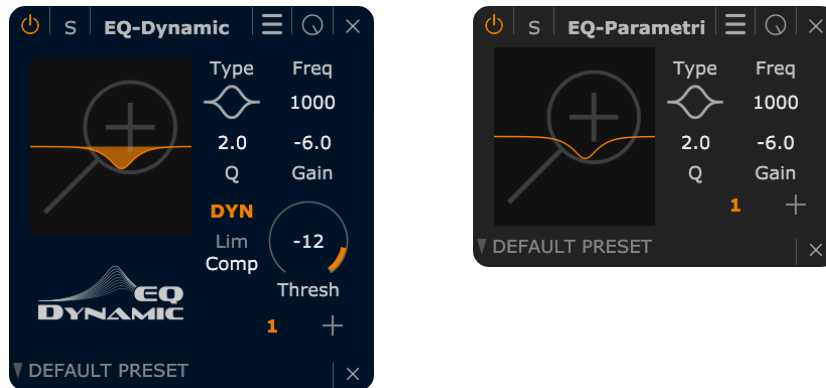 S EQ-Dynamic
Type Freq
1000
2.0 -6.0
Q Gain
DYN
Lim -12
Comp
Thresh
EQ
DYNAMIC
1
DEFAULT PRESET
S EQ-Parametri
Type Freq
1000
2.0 -6.0
Q Gain
1
DEFAULT PRESET